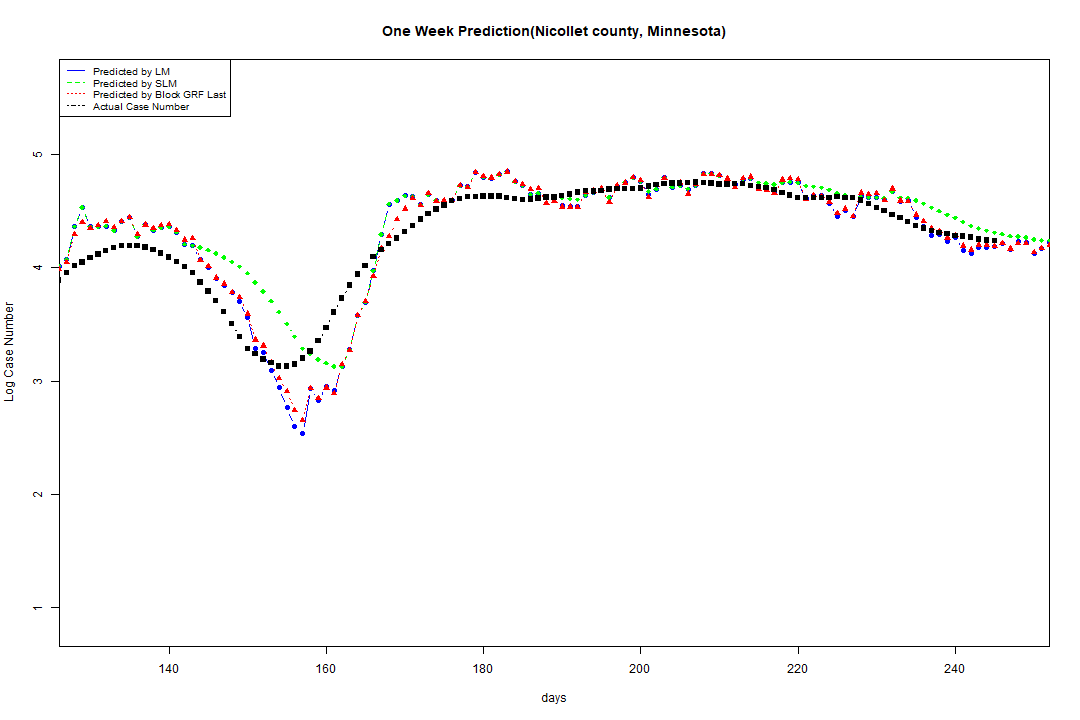 One Week Prediction(Nicollet county, Minnesota)
Predicted by LM
Predicted by SLM
Predicted by Block GRF Last
Actual Case Number
5
4
3
2
1
Log Case Number
140 160 180 200 220 240
days